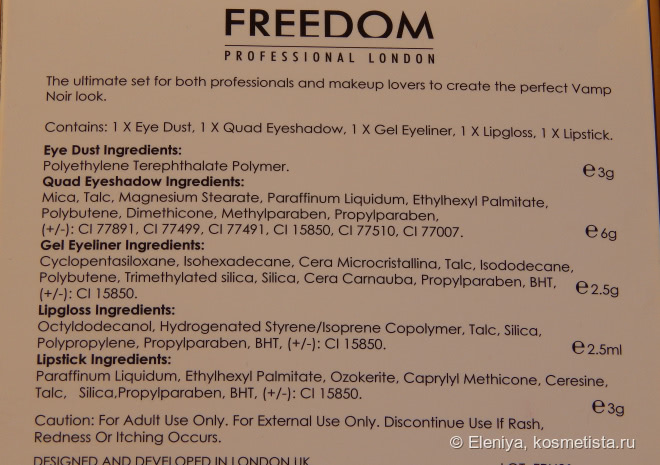 FREEDOM
PROFESSIONAL LONDON
The ultimate set for both professionals and makeup lovers to create the perfect Vamp
Noir look.
Contains: 1 X Eye Dust, 1 X Quad Eyeshadow, 1 X Gel Eyeliner, 1 X Lipgloss, 1 X Lipstick.
Eye Dust Ingredients:
Polyethylene Terephthalate Polymer.
℮3g
Quad Eyeshadow Ingredients:
Mica, Talc, Magnesium Stearate, Paraffinum Liquidum, Ethylhexyl Palmitate,
Polybutene, Dimethicone, Methylparaben, Propylparaben,
(+/-): CI 77891, CI 77499, CI 77491, CI 15850, CI 77510, CI 77007.
℮6g
Gel Eyeliner Ingredients:
Cyclopentasiloxane, Isohexadecane, Cera Microcristallina, Talc, Isododecane,
Polybutene, Trimethylated silica, Silica, Cera Carnauba, Propylparaben, BHT,
(+/-): CI 15850.
℮2.5g
Lipgloss Ingredients:
Octyldodecanol, Hydrogenated Styrene/Isoprene Copolymer, Talc, Silica,
Polypropylene, Propylparaben, BHT, (+/-): CI 15850.
℮2.5ml
Lipstick Ingredients:
Paraffinum Liquidum, Ethylhexyl Palmitate, Ozokerite, Caprylyl Methicone, Ceresine,
Talc, Silica,Propylparaben, BHT, (+/-): CI 15850.
℮3g
Caution: For Adult Use Only. For External Use Only. Discontinue Use If Rash,
Redness Or Itching Occurs.
© Eleniya, kosmetista.ru
DESIGNED AND DEVELOPED IN LONDON UK